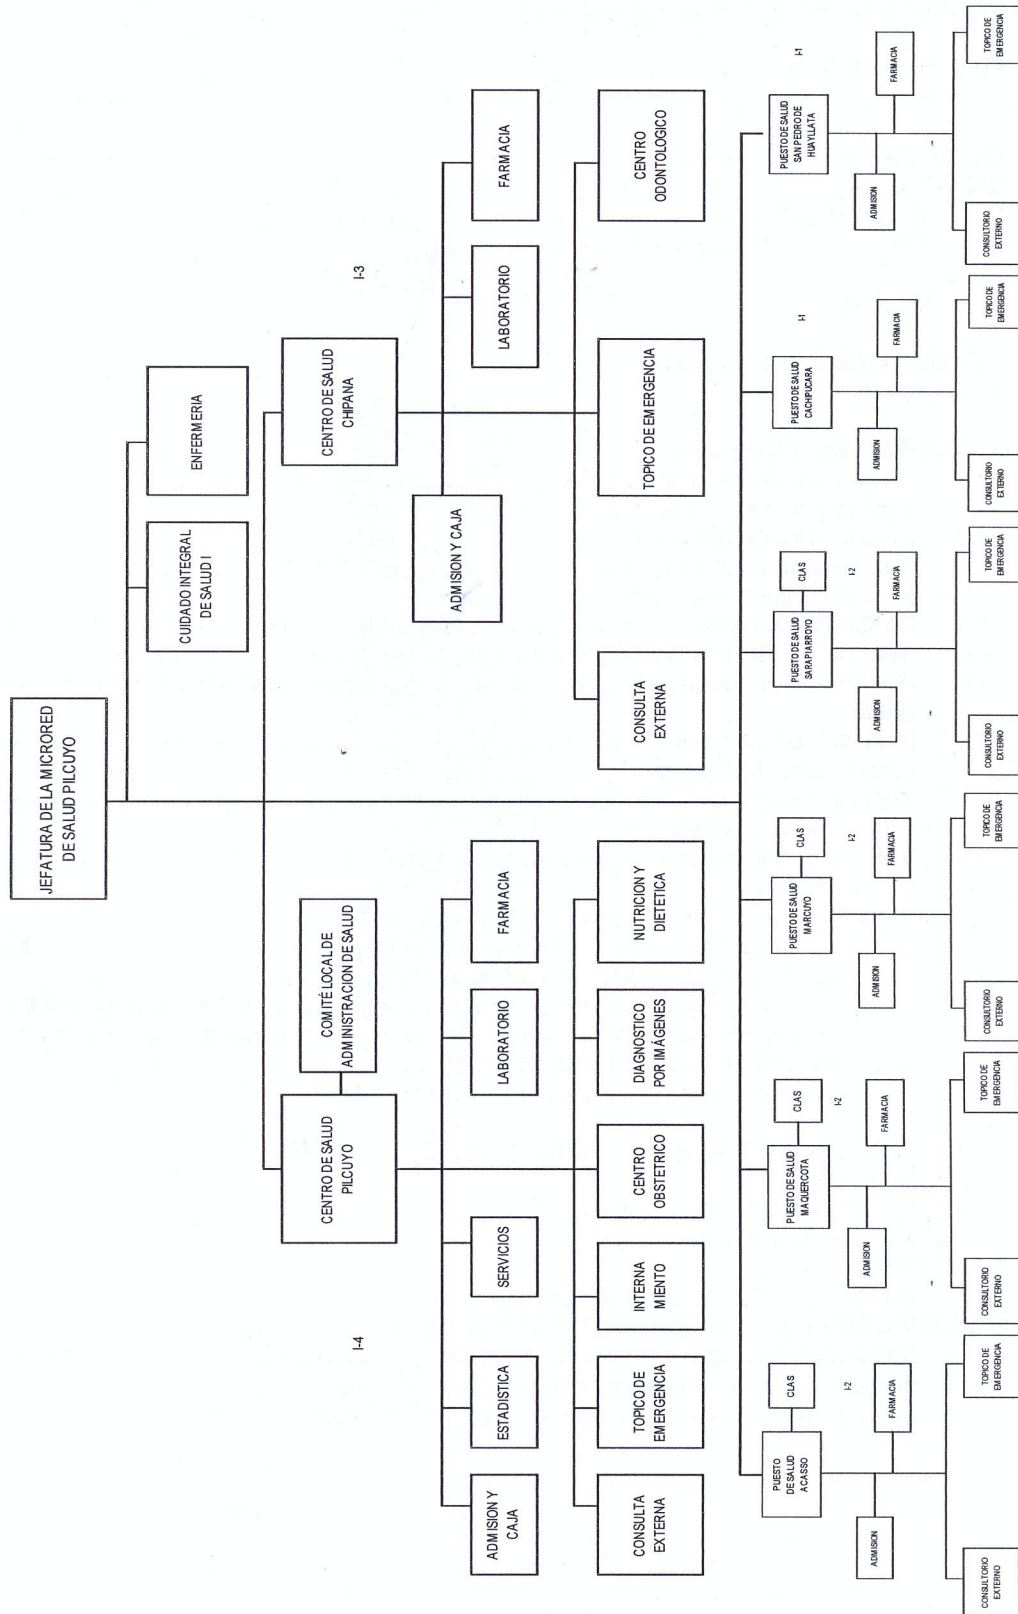 JEFATURA DE LA MICRORED
DE SALUD PILCUYO
CUIDADO INTEGRAL
DE SALUD I
ENFERMERIA
CENTRO DE SALUD
PILCUYO
COMITÉ LOCAL DE
ADMINISTRACION DE SALUD
CENTRO DE SALUD
CHIPANA
I-4
I-3
ADMISION Y CAJA
ADMISION Y
CAJA
ESTADISTICA
SERVICIOS
LABORATORIO
FARMACIA
LABORATORIO
FARMACIA
CONSULTA
EXTERNA
TOPICO DE
EMERGENCIA
INTERNA
MIENTO
CENTRO
OBSTETRICO
DIAGNOSTICO
POR IMÁGENES
NUTRICION Y
DIETETICA
CONSULTA
EXTERNA
TOPICO DE EMERGENCIA
CENTRO
ODONTOLOGICO
PUESTO
DE SALUD
ACASSO
CLAS
I-2
ADMISION
FARMACIA
CONSULTORIO
EXTERNO
TOPICO DE
EMERGENCIA
PUESTO DE SALUD
MAQUERCOTA
CLAS
I-2
ADMISION
FARMACIA
CONSULTORIO
EXTERNO
TOPICO DE
EMERGENCIA
PUESTO DE SALUD
MARCUYO
CLAS
I-2
ADMISION
FARMACIA
CONSULTORIO
EXTERNO
TOPICO DE
EMERGENCIA
PUESTO DE SALUD
SARAPIARROYO
CLAS
I-2
ADMISION
FARMACIA
CONSULTORIO
EXTERNO
TOPICO DE
EMERGENCIA
PUESTO DE SALUD
CACHIPUCARA
I-1
ADMISION
FARMACIA
CONSULTORIO
EXTERNO
TOPICO DE
EMERGENCIA
PUESTO DE SALUD
SAN PEDRO DE
HUAYLLATA
I-1
ADMISION
FARMACIA
CONSULTORIO
EXTERNO
TOPICO DE
EMERGENCIA